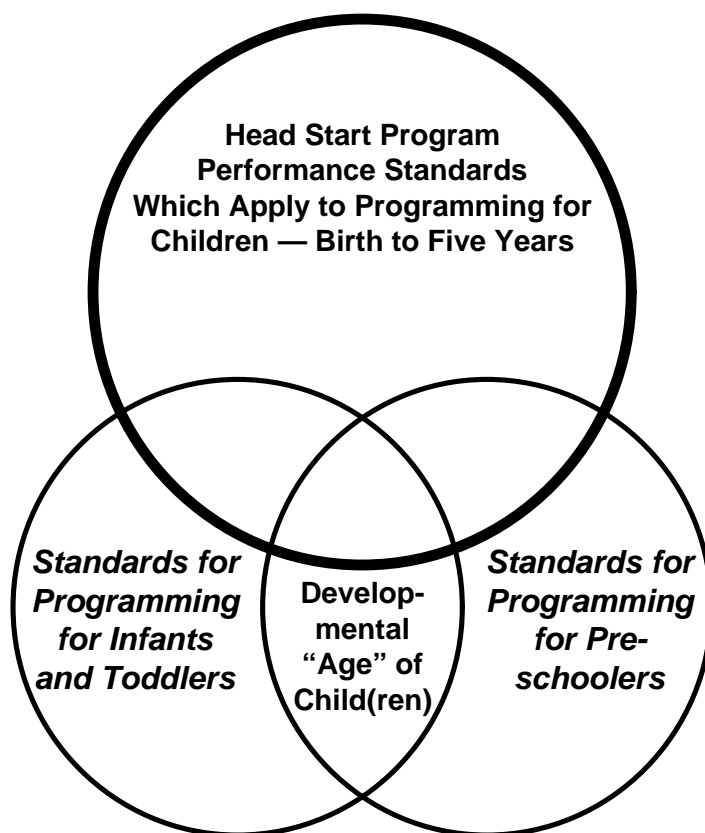 Head Start Program
Performance Standards
Which Apply to Programming for
Children — Birth to Five Years
Standards for
Programming
for Infants
and Toddlers
Develop-
mental
“Age” of
Child(ren)
Standards for
Programming
for Pre-
schoolers